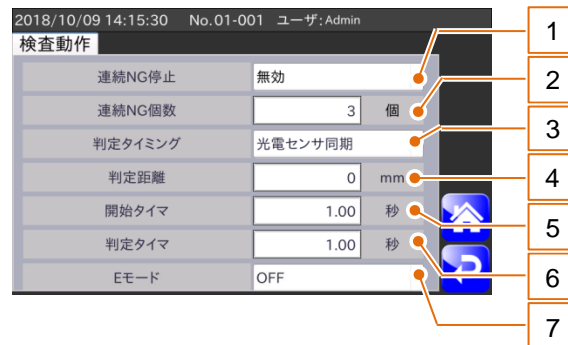 2018/10/09 14:15:30 No.01-001 ユーザ:Admin
検査動作
連続NG停止 無効
連続NG個数 3 個
判定タイミング 光電センサ同期
判定距離 0 mm
開始タイマ 1.00 秒
判定タイマ 1.00 秒
Eモード OFF
1
2
3
4
5
6
7